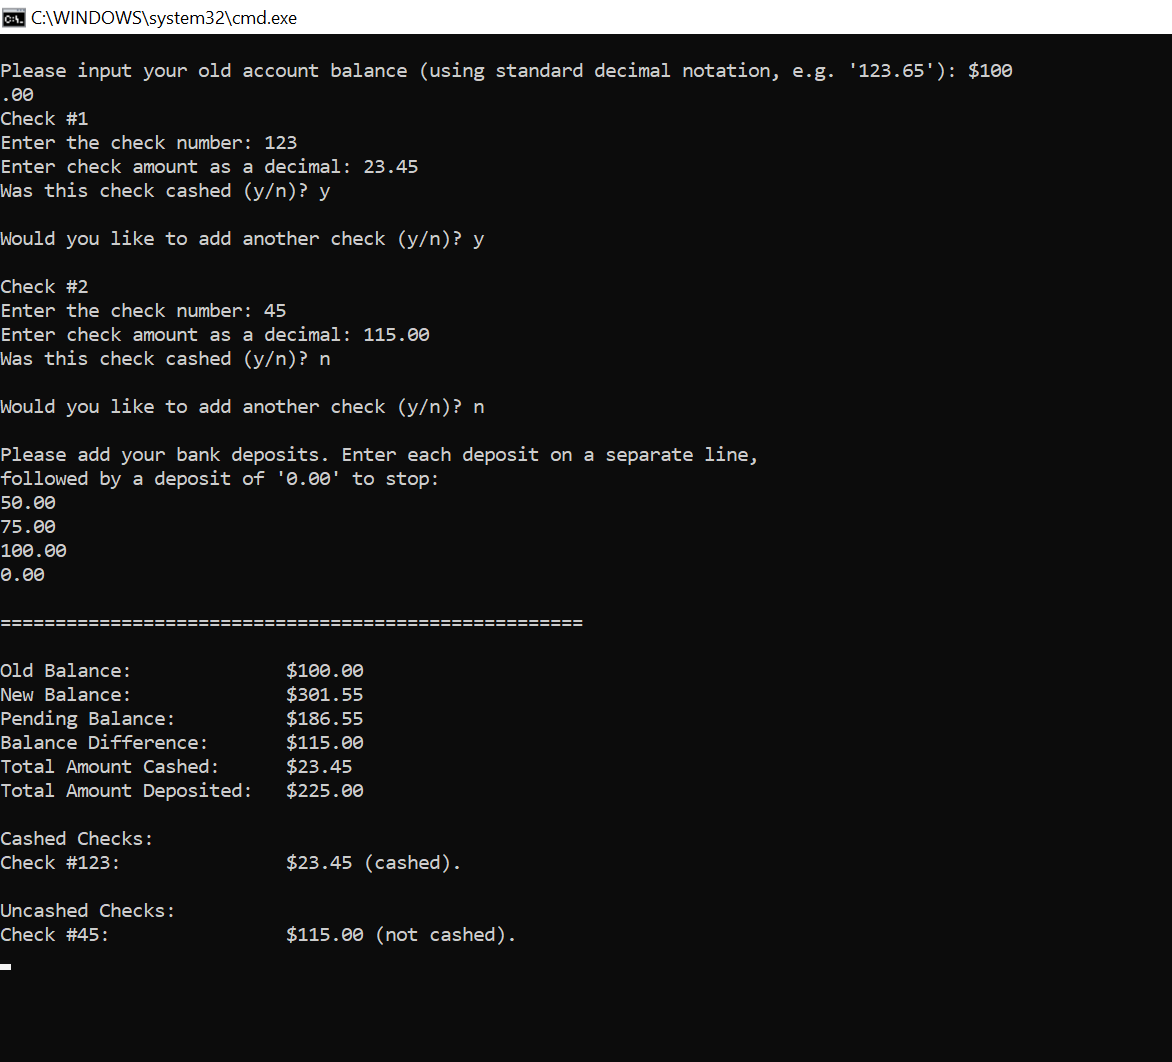 C:\WINDOWS\system32\cmd.exe
Please input your old account balance (using standard decimal notation, e.g. '123.65'): $100
.00
Check #1
Enter the check number: 123
Enter check amount as a decimal: 23.45
Was this check cashed (y/n)? y
Would you like to add another check (y/n)? y
Check #2
Enter the check number: 45
Enter check amount as a decimal: 115.00
Was this check cashed (y/n)? n
Would you like to add another check (y/n)? n
Please add your bank deposits. Enter each deposit on a separate line,
followed by a deposit of '0.00' to stop:
50.00
75.00
100.00
0.00
=====================================================
Old Balance: $100.00
New Balance: $301.55
Pending Balance: $186.55
Balance Difference: $115.00
Total Amount Cashed: $23.45
Total Amount Deposited: $225.00
Cashed Checks:
Check #123: $23.45 (cashed).
Uncashed Checks:
Check #45: $115.00 (not cashed).